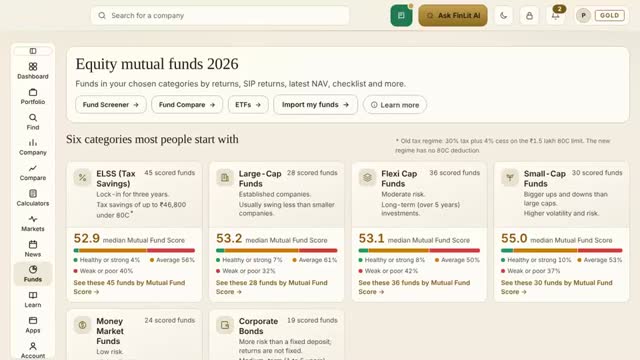 Search for a company
Ask FinLit AI
2
P
GOLD
Dashboard
Portfolio
Find
Company
Compare
Calculators
Markets
News
Funds
Learn
Apps
Account
Equity mutual funds 2026
Funds in your chosen categories by returns, SIP returns, latest NAV, checklist and more.
Fund Screener →
Fund Compare →
ETFs →
Import my funds →
Learn more
Six categories most people start with
* Old tax regime: 30% tax plus 4% cess on the ₹1.5 lakh 80C limit. The new
regime has no 80C deduction.
ELSS (Tax
Savings)
45 scored funds
Lock-in for three years.
Tax savings of up to ₹46,800
under 80C*
52.9 median Mutual Fund Score
Healthy or strong 4%
Average 56%
Weak or poor 40%
See these 45 funds by Mutual Fund
Score →
Large-Cap
Funds
28 scored funds
Established companies.
Usually swing less than smaller
companies.
53.2 median Mutual Fund Score
Healthy or strong 7%
Average 61%
Weak or poor 32%
See these 28 funds by Mutual Fund
Score →
Flexi Cap
Funds
36 scored funds
Moderate risk.
Long-term (over 5 years)
investments.
53.1 median Mutual Fund Score
Healthy or strong 8%
Average 50%
Weak or poor 42%
See these 36 funds by Mutual Fund
Score →
Small-Cap
Funds
30 scored funds
Bigger ups and downs than
large caps.
Higher volatility and risk.
55.0 median Mutual Fund Score
Healthy or strong 10%
Average 53%
Weak or poor 37%
See these 30 funds by Mutual Fund
Score →
Money
Market
Funds
24 scored funds
Low risk.
Corporate
Bonds
19 scored funds
More risk than a fixed deposit;
returns are not fixed.